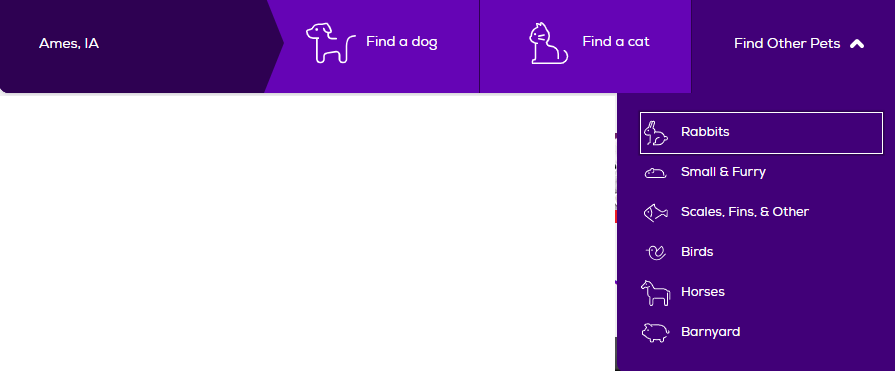 Ames, IA
Find a dog
Find a cat
Find Other Pets
Rabbits
Small & Furry
Scales, Fins, & Other
Birds
Horses
Barnyard